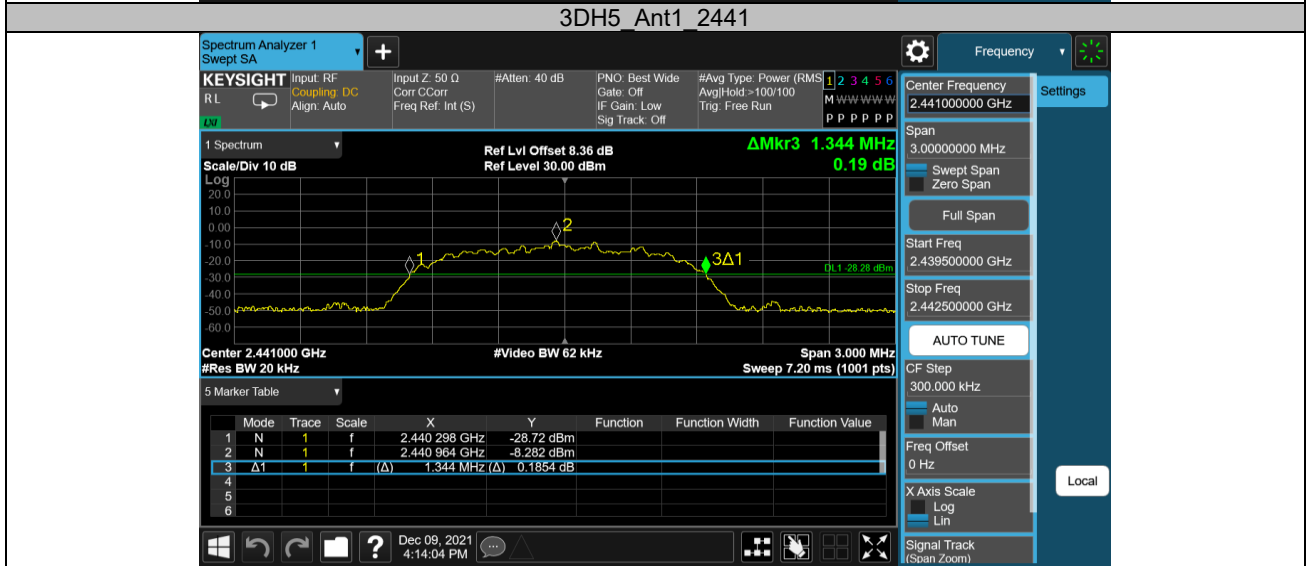 3DH5_Ant1_2441
Spectrum Analyzer 1
Swept SA
Frequency
KEYSIGHT
R L
LXI
Input: RF
Coupling: DC
Align: Auto
Input Z: 50 Ω
Corr CCorr
Freq Ref: Int (S)
#Atten: 40 dB
PNO: Best Wide
Gate: Off
IF Gain: Low
Sig Track: Off
#Avg Type: Power (RMS
Avg|Hold:>100/100
Trig: Free Run
1 2 3 4 5 6
M W W W W W
P P P P P P
1 Spectrum
Scale/Div 10 dB
Ref Lvl Offset 8.36 dB
Ref Level 30.00 dBm
ΔMkr3 1.344 MHz
0.19 dB
Log
20.0
10.0
0.00
-10.0
-20.0
-30.0
-40.0
-50.0
-60.0
1
2
3Δ1
DL1 -28.28 dBm
Center 2.441000 GHz
#Video BW 62 kHz
Span 3.000 MHz
#Res BW 20 kHz
Sweep 7.20 ms (1001 pts)
5 Marker Table
Mode Trace Scale X Y Function Function Width Function Value
1 N 1 f 2.440 298 GHz -28.72 dBm
2 N 1 f 2.440 964 GHz -8.282 dBm
3 Δ1 1 f (Δ) 1.344 MHz (Δ) 0.1854 dB
4
5
6
?
Dec 09, 2021
4:14:04 PM
Center Frequency
2.441000000 GHz
Settings
Span
3.00000000 MHz
Swept Span
Zero Span
Full Span
Start Freq
2.439500000 GHz
Stop Freq
2.442500000 GHz
AUTO TUNE
CF Step
300.000 kHz
Auto
Man
Freq Offset
0 Hz
X Axis Scale
Log
Lin
Local
Signal Track
(Span Zoom)